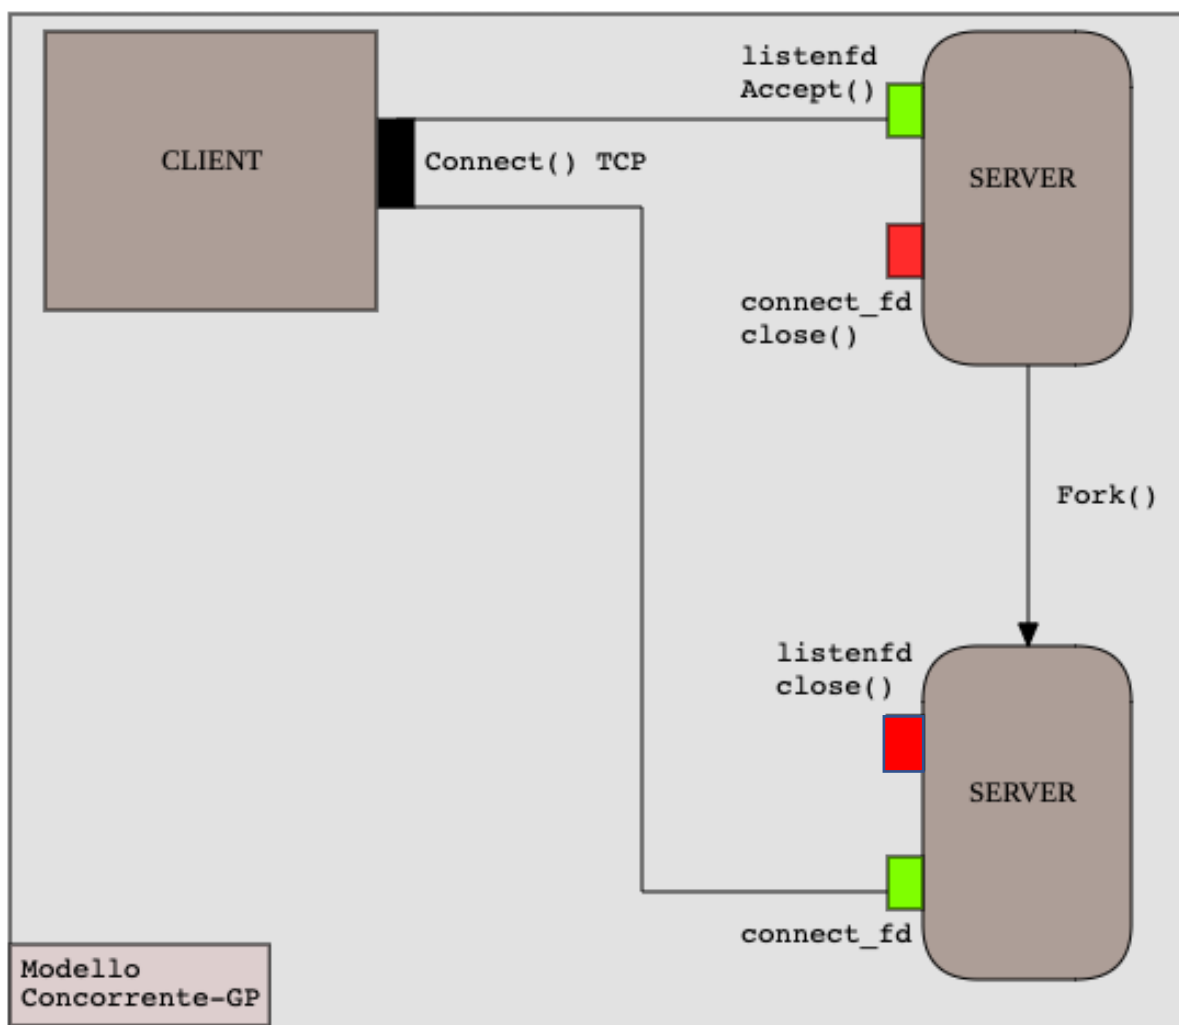 listenfd
Accept()
CLIENT
Connect() TCP
SERVER
connect_fd
close()
Fork()
listenfd
close()
SERVER
connect_fd
Modello
Concorrente-GP